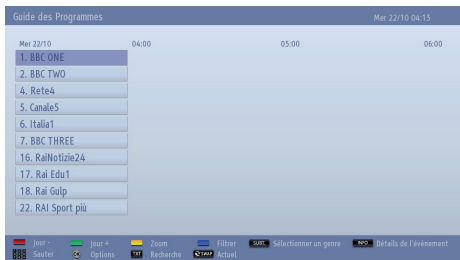 Guide des Programmes Mer 22/10 04:13
Mer 22/10 04:00 05:00 06:00
1. BBC ONE
2. BBC TWO
4. Rete4
5. Canale5
6. Italia1
7. BBC THREE
16. RaiNotizie24
17. Rai Edu1
18. Rai Gulp
22. RAI Sport più
Jour - Jour + Zoom Filtrer SUBT. Sélectionner un genre INFO Détails de l'événement
Sauter OK Options TXT Recherche SWAP Actuel